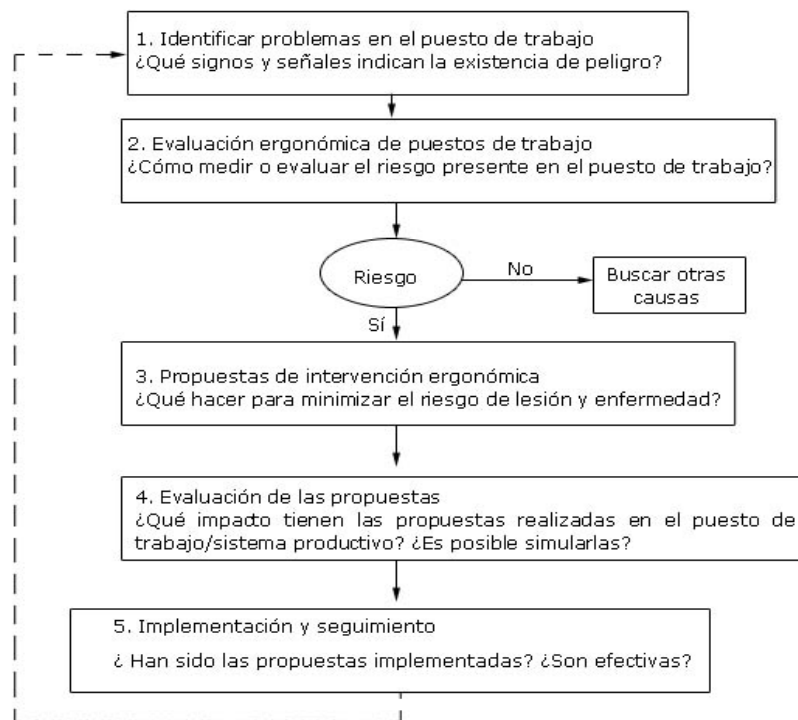 1. Identificar problemas en el puesto de trabajo
¿Qué signos y señales indican la existencia de peligro?
2. Evaluación ergonómica de puestos de trabajo
¿Cómo medir o evaluar el riesgo presente en el puesto de trabajo?
Riesgo
No
Buscar otras
causas
Sí
3. Propuestas de intervención ergonómica
¿Qué hacer para minimizar el riesgo de lesión y enfermedad?
4. Evaluación de las propuestas
¿Qué impacto tienen las propuestas realizadas en el puesto de
trabajo/sistema productivo? ¿Es posible simularlas?
5. Implementación y seguimiento
¿ Han sido las propuestas implementadas? ¿Son efectivas?